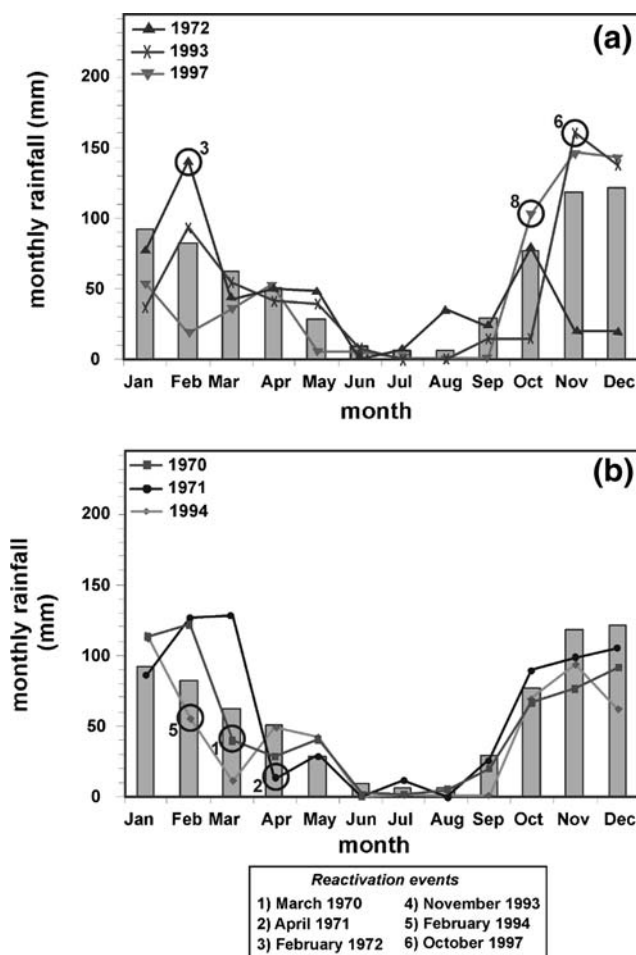 (a)
1972
1993
1997
monthly rainfall (mm)
200
150
100
50
0
3
8
6
Jan Feb Mar Apr May Jun Jul Aug Sep Oct Nov Dec
month
(b)
1970
1971
1994
monthly rainfall
(mm)
200
150
100
50
0
5
1
2
Jan Feb Mar Apr May Jun Jul Aug Sep Oct Nov Dec
month
Reactivation events
1) March 1970 4) November 1993
2) April 1971 5) February 1994
3) February 1972 6) October 1997